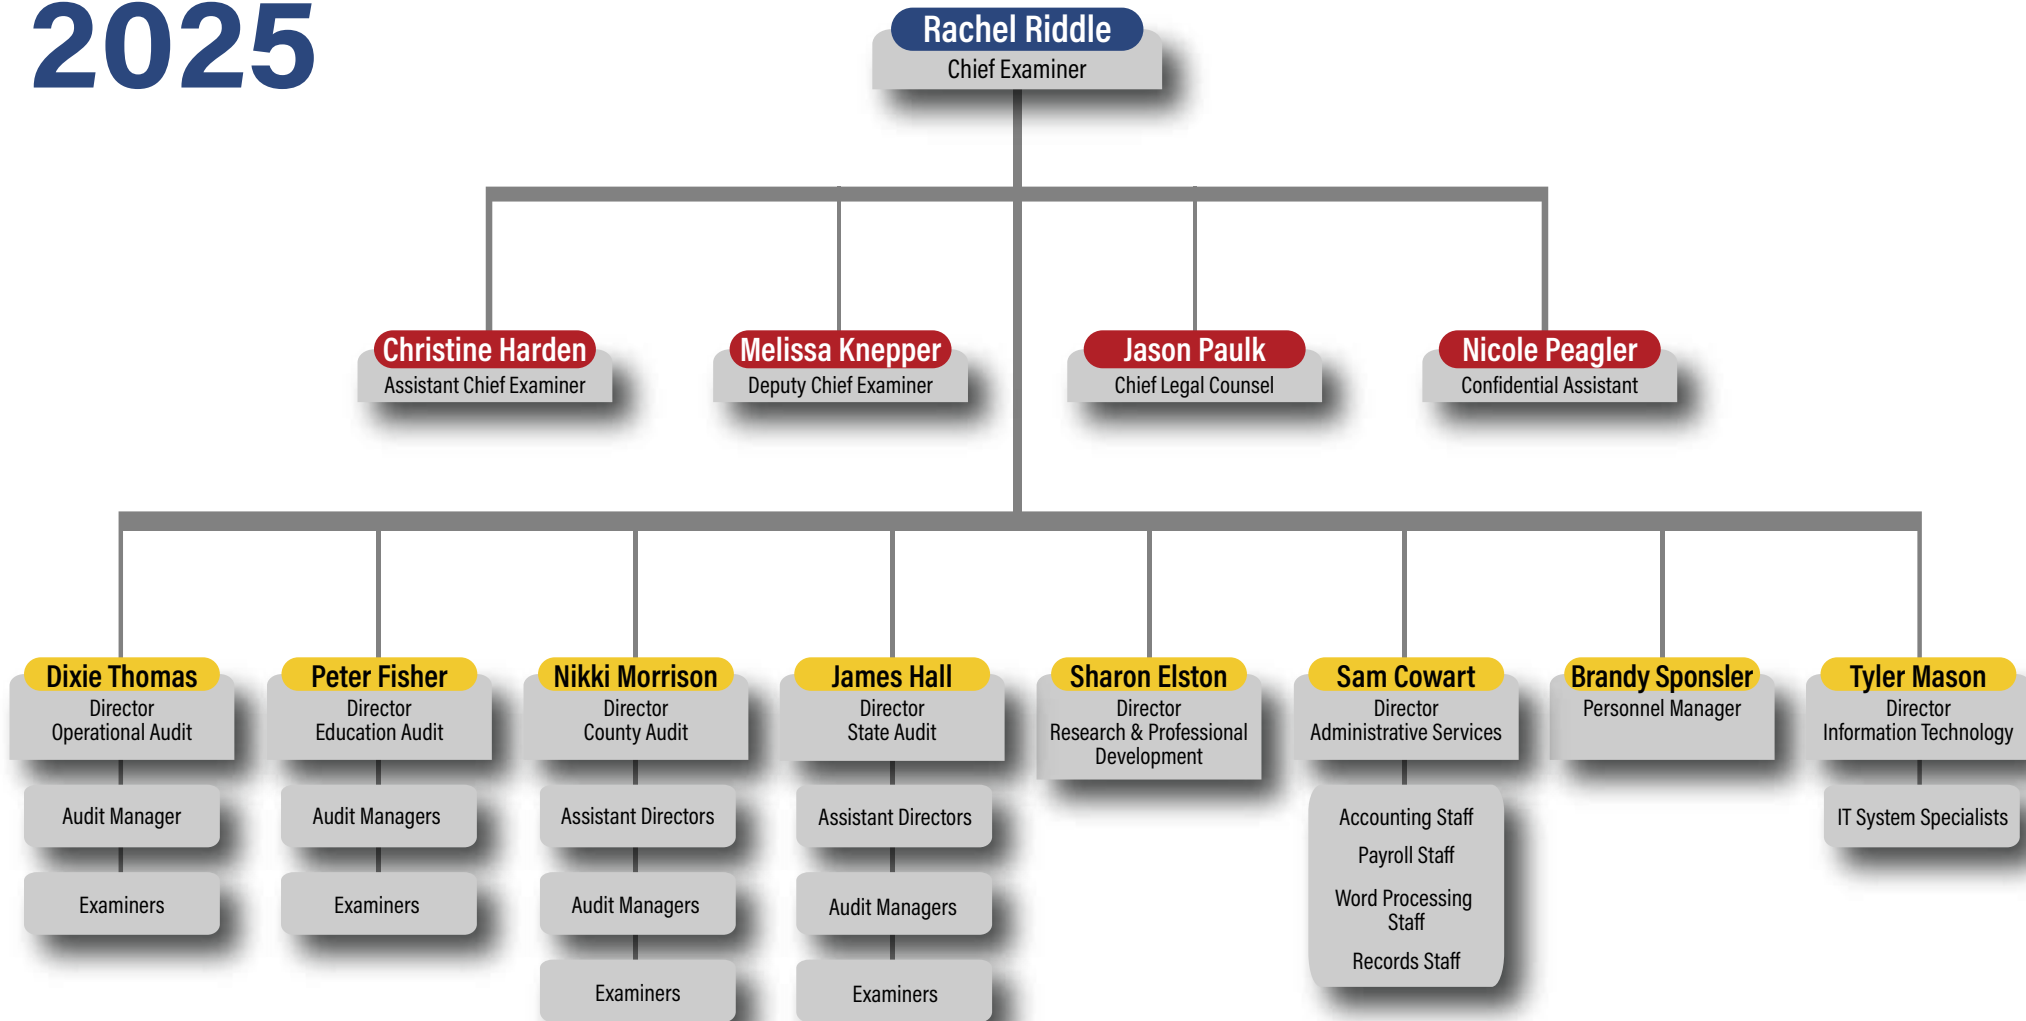 2025
Rachel Riddle
Chief Examiner
Christine Harden
Assistant Chief Examiner
Melissa Knepper
Deputy Chief Examiner
Jason Paulk
Chief Legal Counsel
Nicole Peagler
Confidential Assistant
Dixie Thomas
Director
Operational Audit
Audit Manager
Examiners
Peter Fisher
Director
Education Audit
Audit Managers
Examiners
Nikki Morrison
Director
County Audit
Assistant Directors
Audit Managers
Examiners
James Hall
Director
State Audit
Assistant Directors
Audit Managers
Examiners
Sharon Elston
Director
Research & Professional
Development
Sam Cowart
Director
Administrative Services
Accounting Staff
Payroll Staff
Word Processing
Staff
Records Staff
Brandy Sponsler
Personnel Manager
Tyler Mason
Director
Information Technology
IT System Specialists